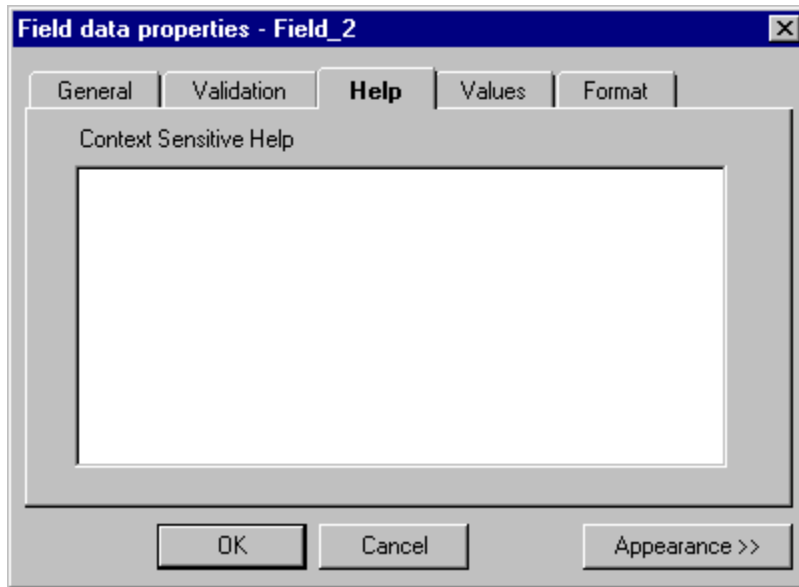 Field data properties - Field_2
General Validation Help Values Format
Context Sensitive Help
OK Cancel Appearance >>